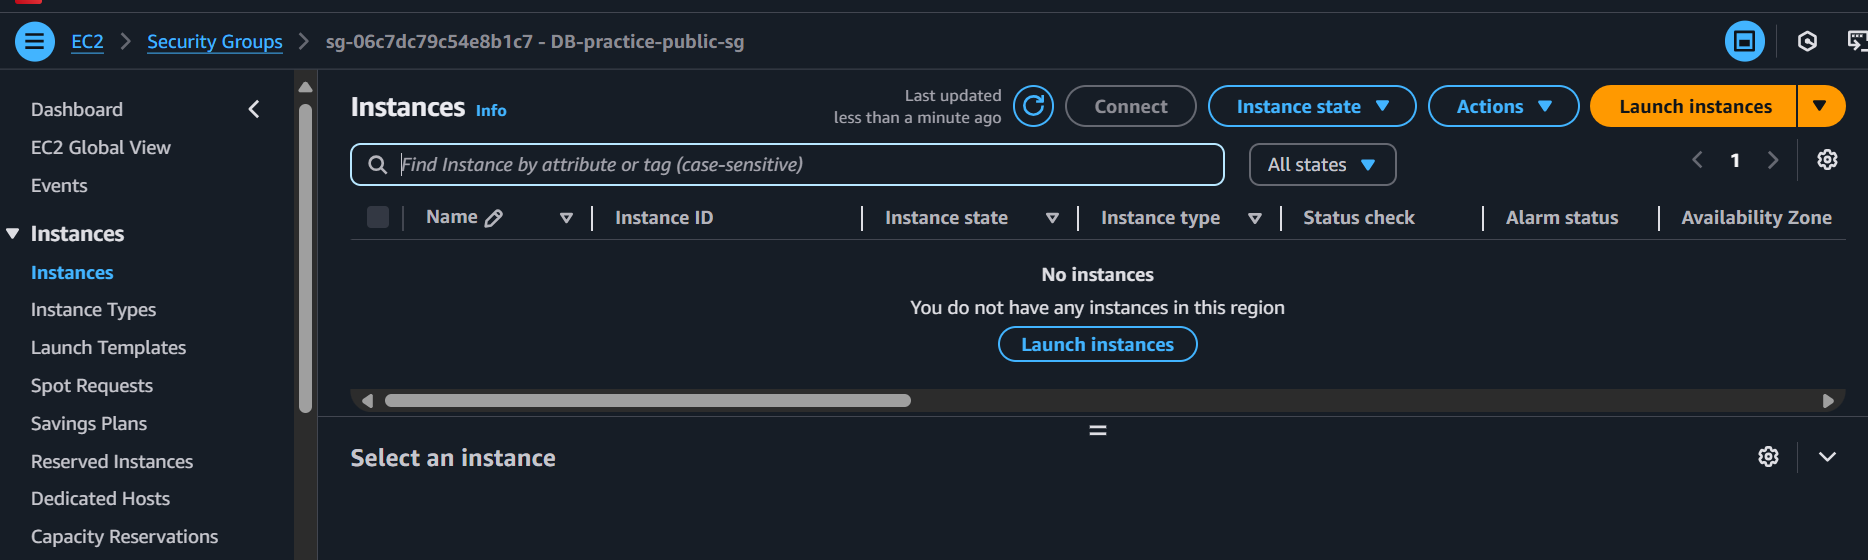 EC2 > Security Groups > sg-06c7dc79c54e8b1c7 - DB-practice-public-sg
Dashboard
EC2 Global View
Events
Instances
Instances
Instance Types
Launch Templates
Spot Requests
Savings Plans
Reserved Instances
Dedicated Hosts
Capacity Reservations
Instances Info
Last updated
less than a minute ago
Connect
Instance state
Actions
Launch instances
Find Instance by attribute or tag (case-sensitive)
All states
1
Name Instance ID Instance state Instance type Status check Alarm status Availability Zone
No instances
You do not have any instances in this region
Launch instances
Select an instance